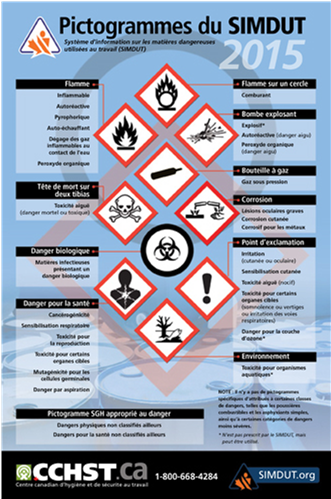 Pictogrammes du SIMDUT
Système d'information sur les matières dangereuses
utilisées au travail (SIMDUT)
2015
Flamme
Inflammable
Autoréactive
Pyrophorique
Auto-échauffant
Dégage des gaz
inflammables au
contact de l'eau
Peroxyde organique
Tête de mort sur
deux tibias
Toxicité aiguë
(danger mortel ou toxique)
Danger biologique
Matières infectieuses
présentant un
danger biologique
Danger pour la santé
Cancérogénicité
Sensibilisation respiratoire
Toxicité pour
la reproduction
Toxicité pour certains
organes cibles
Mutagénicité pour les
cellules germinales
Danger par aspiration
Pictogramme SGH approprié au danger
Dangers physiques non classifiés ailleurs
Dangers pour la santé non classifiés ailleurs
Flamme sur un cercle
Comburant
Bombe explosant
Explosif*
Autoréactive (danger aigu)
Peroxyde organique
(danger aigu)
Bouteille à gaz
Gaz sous pression
Corrosion
Lésions oculaires graves
Corrosion cutanée
Corrosif pour les métaux
Point d'exclamation
Irritation
(cutanée ou oculaire)
Sensibilisation cutanée
Toxicité aiguë (nocif)
Toxicité pour certains
organes cibles
(somnolence ou vertiges
ou irritation des voies
respiratoires)
Danger pour la couche
d'ozone*
Environnement
Toxicité pour organismes
aquatiques*
NOTE : Il n'y a pas de pictogrammes
spécifiques d'attribués à certaines classes
de dangers, telles que les poussières
combustibles et les asphyxiants simples,
ainsi qu'à certaines catégories de dangers
moins sévères.
* N'est pas présent par le SIMDUT, mais
peut être utilisé.
CCHST.ca
Centre canadien d'hygiène et de sécurité au travail
1-800-668-4284
SIMDUT.org